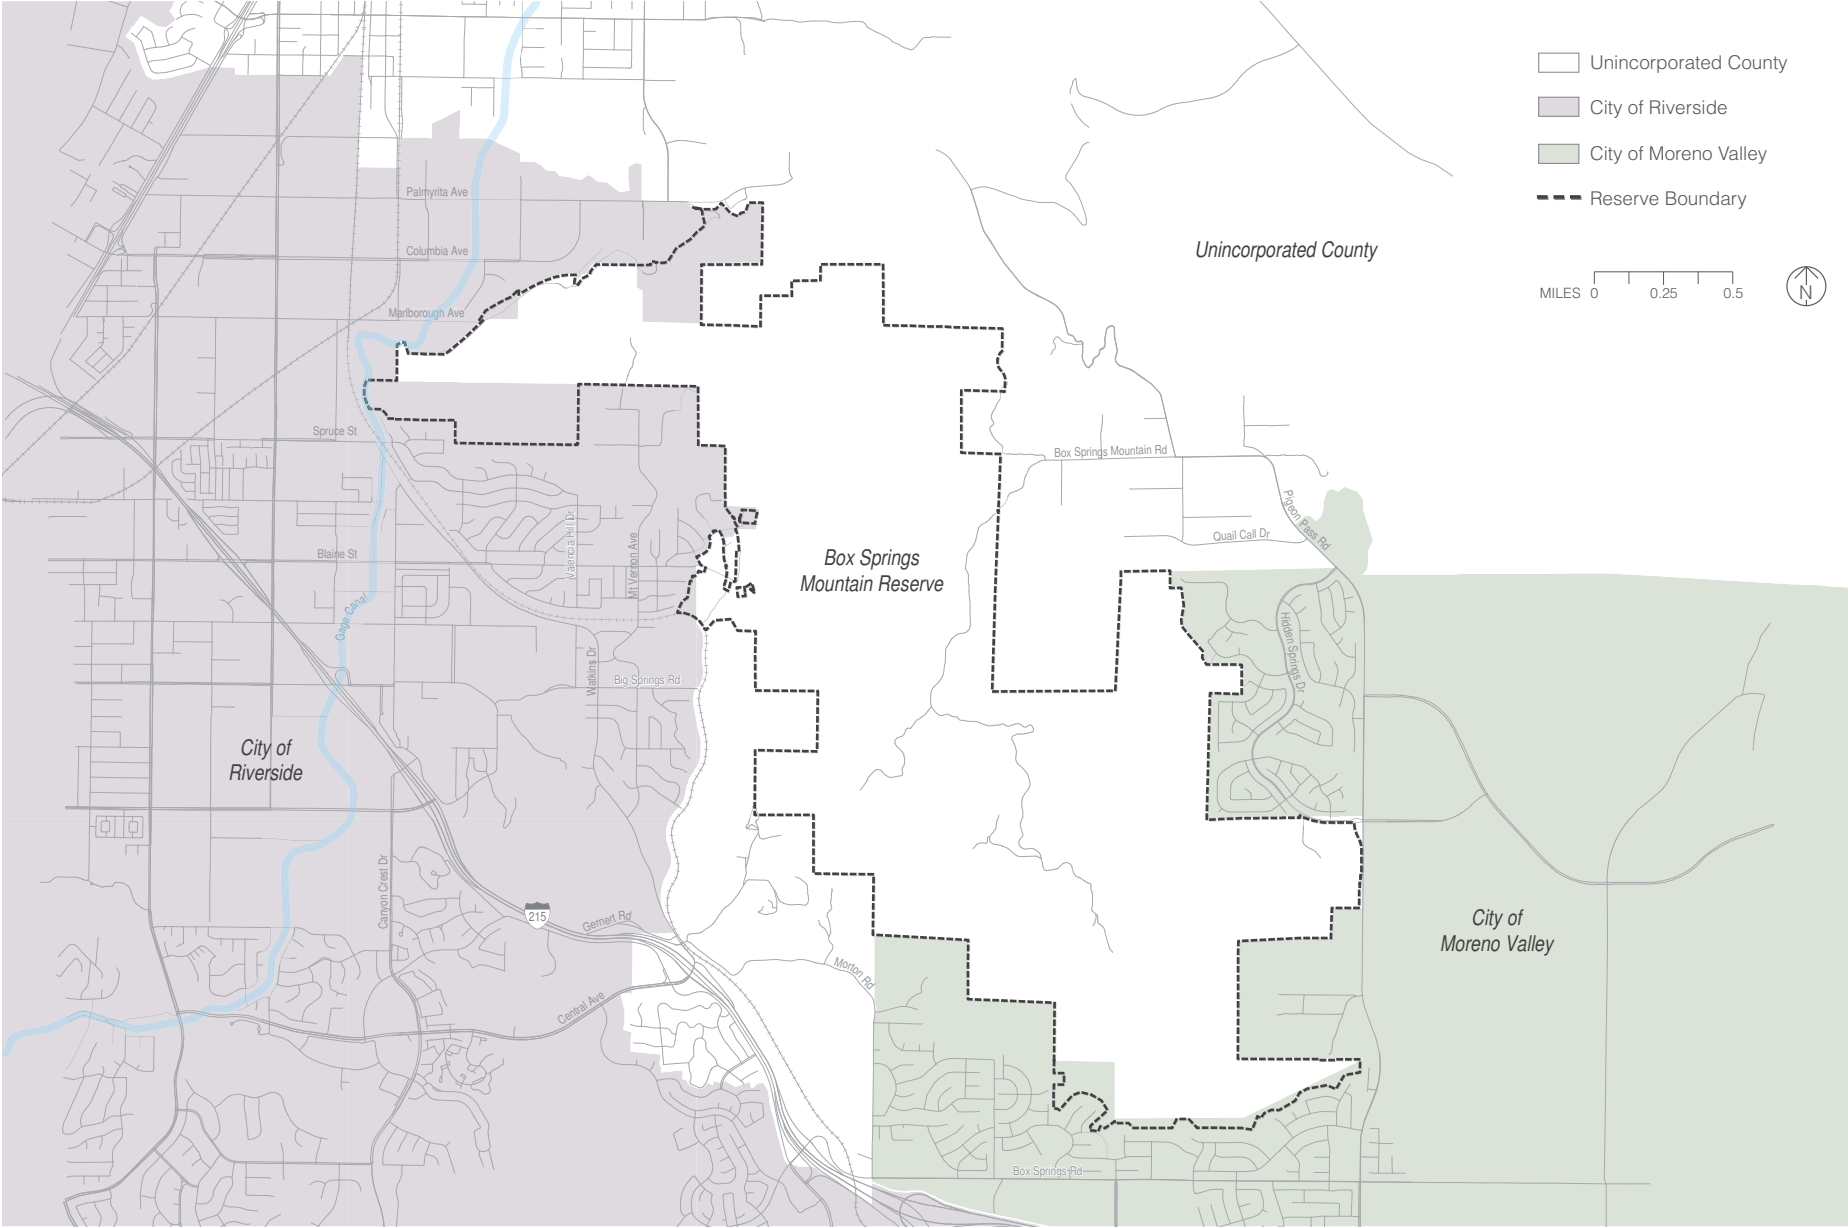 Unincorporated County
City of Riverside
City of Moreno Valley
Reserve Boundary
MILES 0 0.25 0.5
N
Unincorporated County
Palmyrita Ave
Columbia Ave
Marlborough Ave
Spruce St
Box Springs Mountain Rd
Pigeon Pass Rd
Quail Call Dr
Blaine St
Valencia Hill Dr
Mt Vernon Ave
Box Springs
Mountain Reserve
Gage Canal
Hidden Springs Dr
Watkins Dr
Big Springs Rd
City of
Riverside
Canyon Crest Dr
215
Gernert Rd
City of
Moreno Valley
Morton Rd
Central Ave
Box Springs Rd